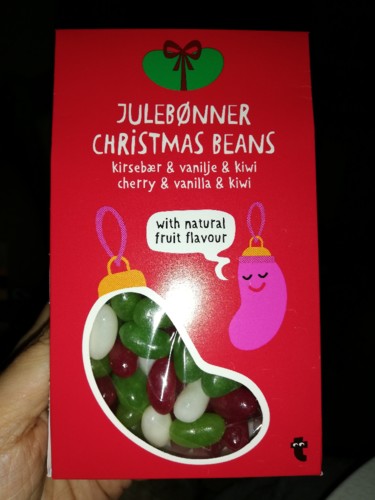 JULEBØNNER
CHRISTMAS BEANS
kirsebær & vanilje & kiwi
cherry & vanilla & kiwi
with natural
fruit flavour